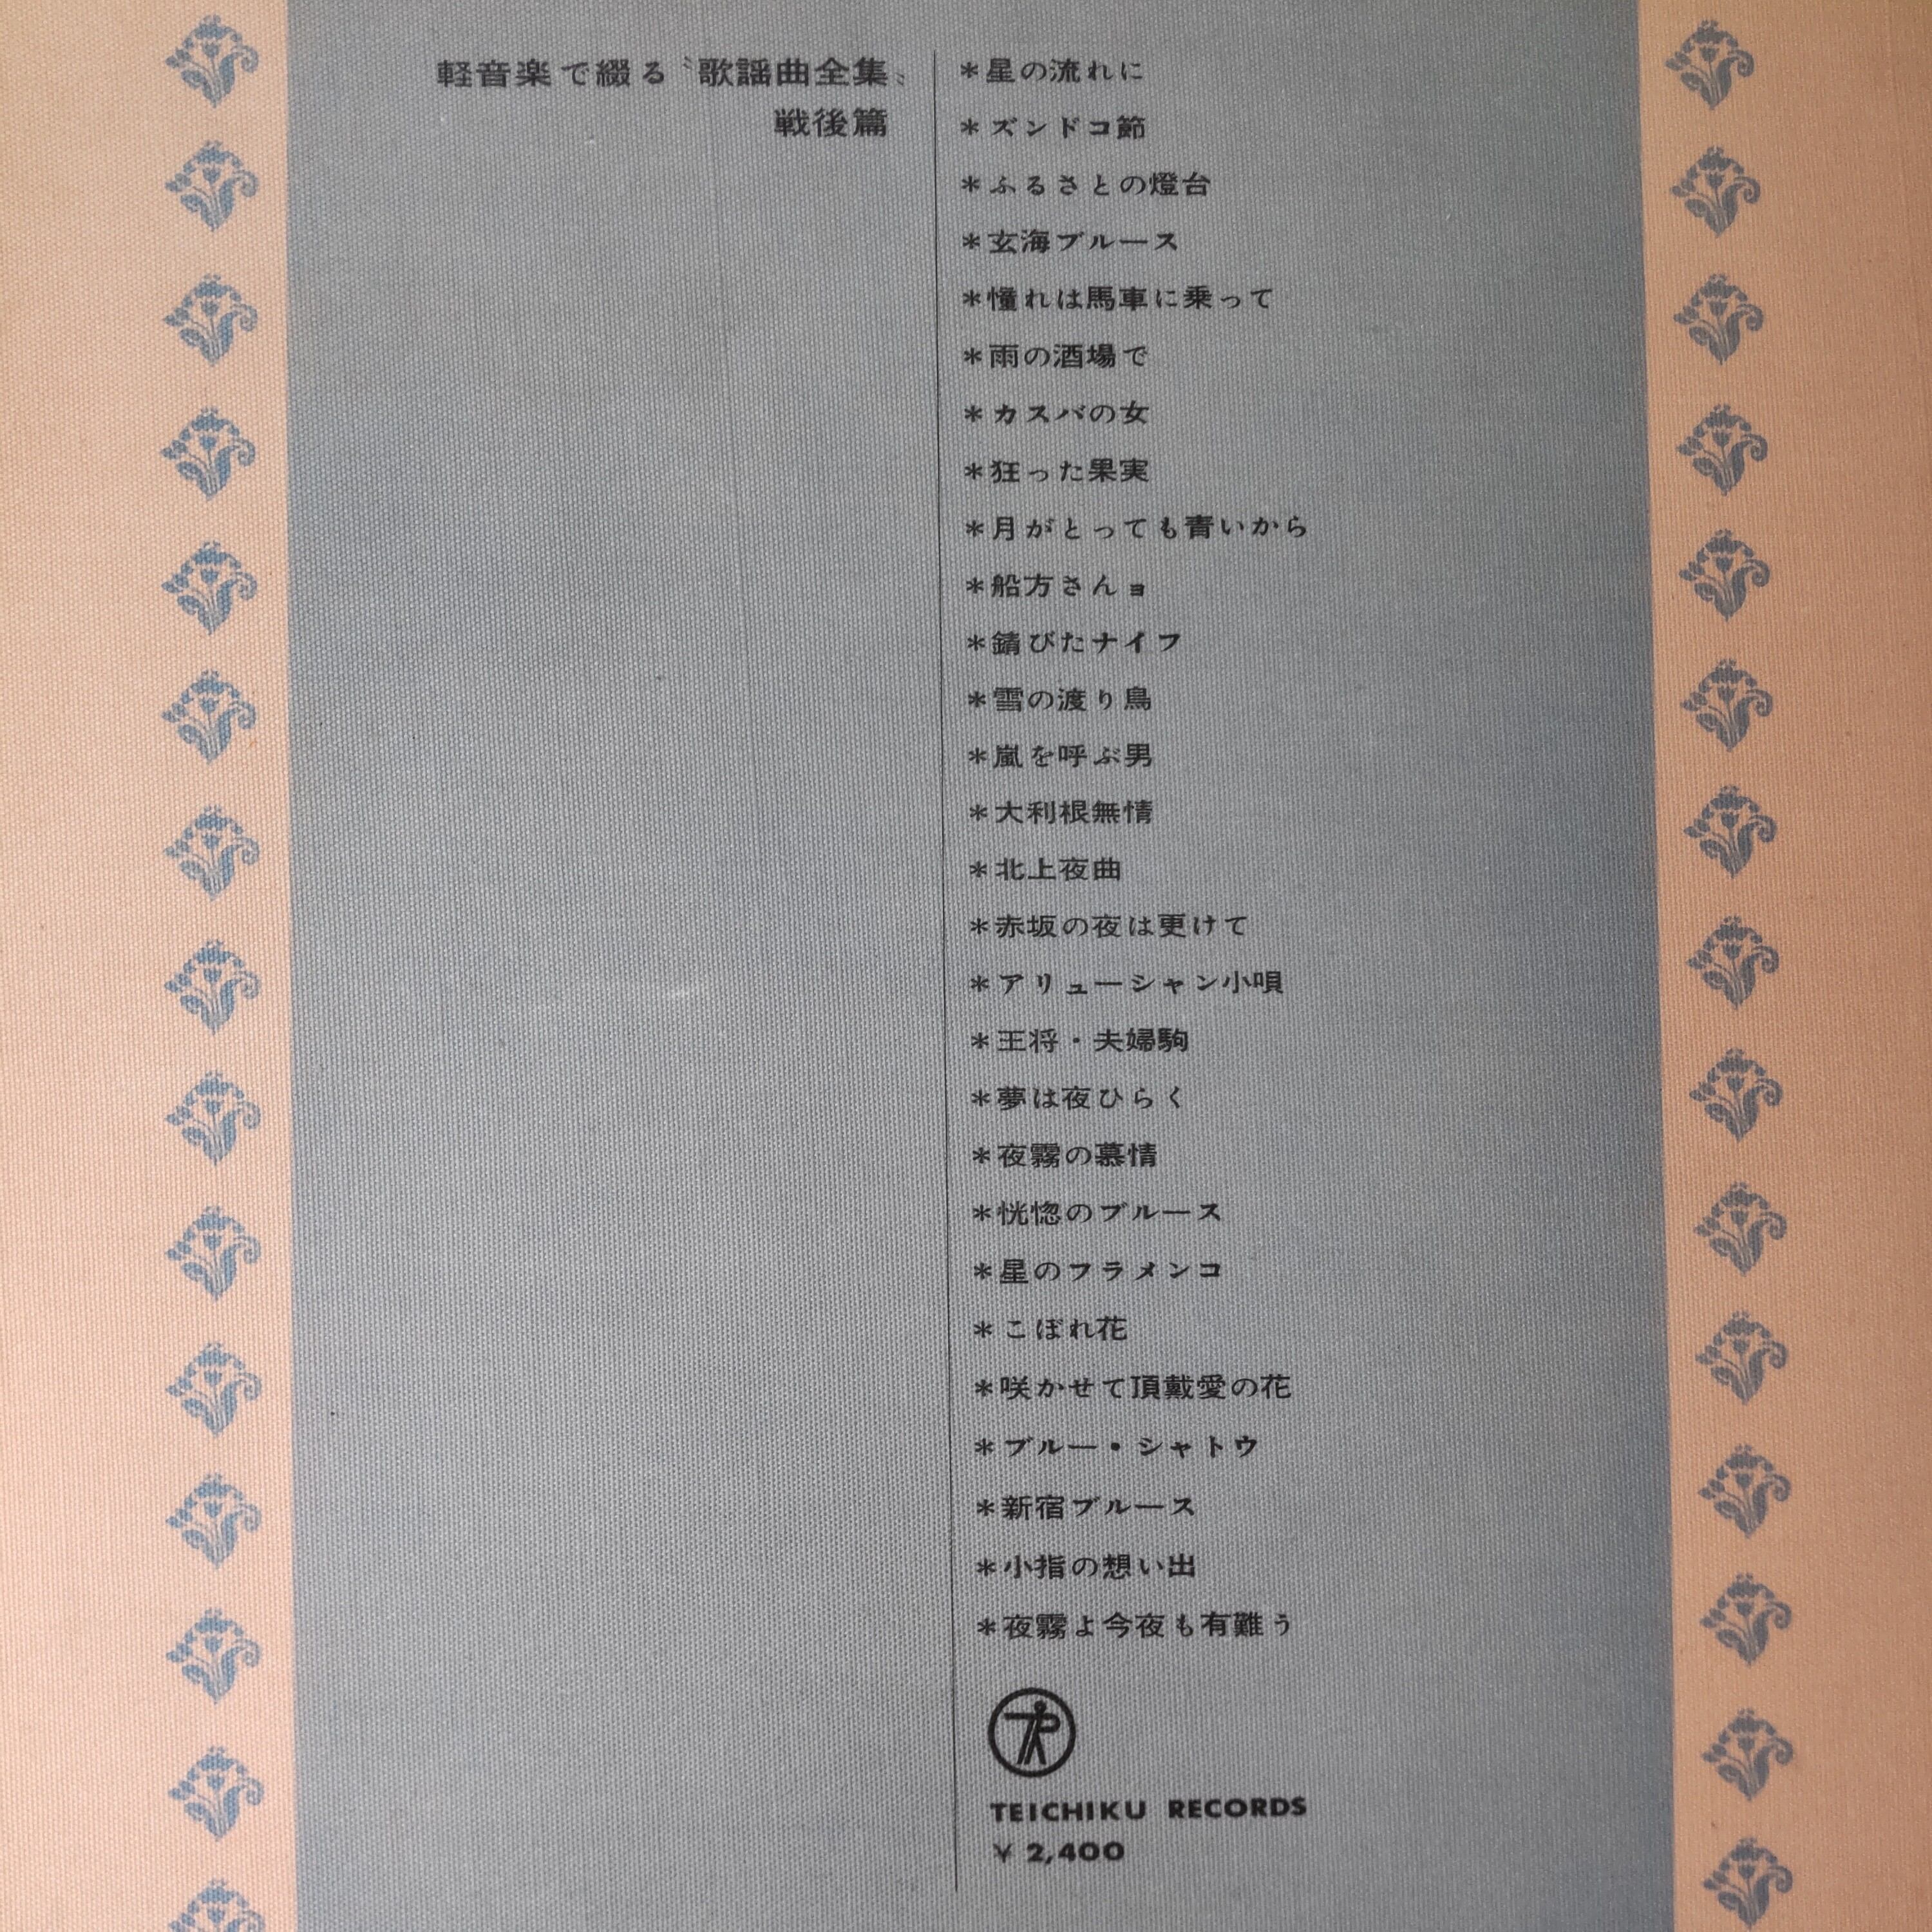 軽音楽で綴る〝歌謡曲全集〟
戦後篇
*星の流れに
*ズンドコ節
*ふるさとの燈台
*玄海ブルース
*憧れは馬車に乗って
*雨の酒場で
*カスバの女
*狂った果実
*月がとっても青いから
*船方さんョ
*錆びたナイフ
*雪の渡り鳥
*嵐を呼ぶ男
*大利根無情
*北上夜曲
*赤坂の夜は更けて
*アリューシャン小唄
*王将・夫婦駒
*夢は夜ひらく
*夜霧の慕情
*恍惚のブルース
*星のフラメンコ
*こぼれ花
*咲かせて頂戴愛の花
*ブルー・シャトウ
*新宿ブルース
*小指の想い出
*夜霧よ今夜も有難う
TEICHIKU RECORDS
¥ 2,400